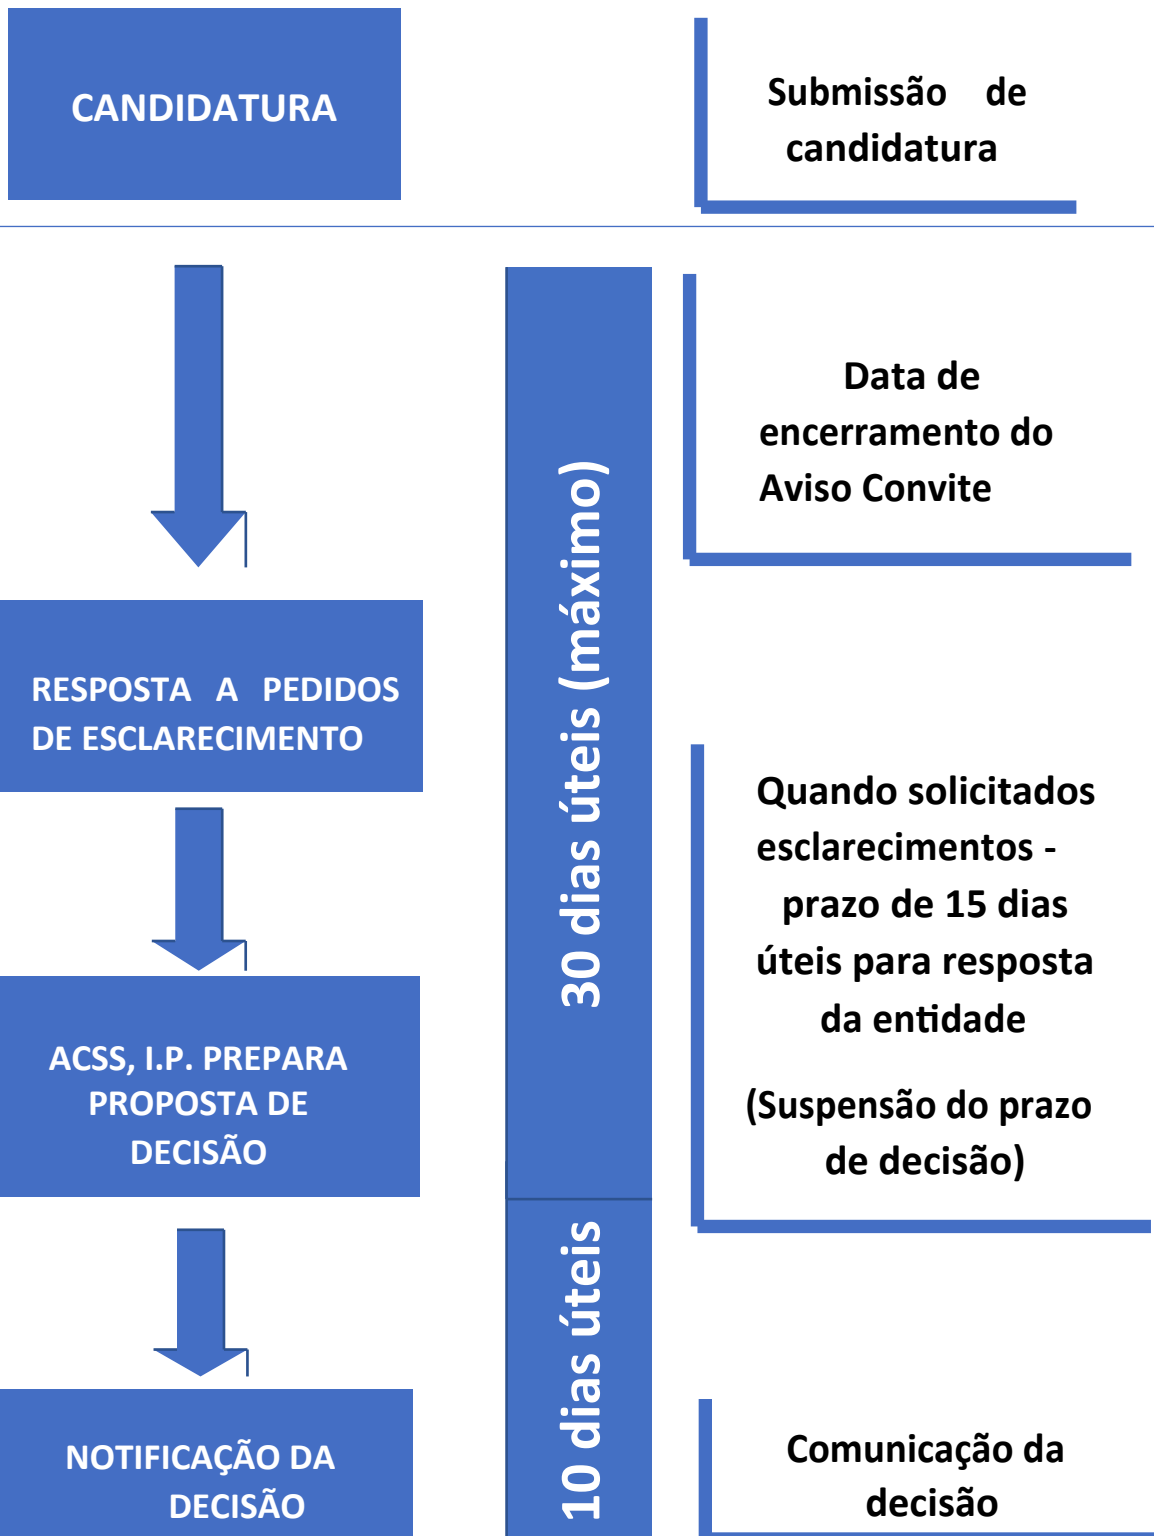 CANDIDATURA
Submissão de
candidatura
Data de
encerramento do
Aviso Convite
30 dias úteis (máximo)
RESPOSTA A PEDIDOS
DE ESCLARECIMENTO
Quando solicitados
esclarecimentos -
prazo de 15 dias
úteis para resposta
da entidade
(Suspensão do prazo
de decisão)
ACSS, I.P. PREPARA
PROPOSTA DE
DECISÃO
10 dias úteis
NOTIFICAÇÃO DA
DECISÃO
Comunicação da
decisão